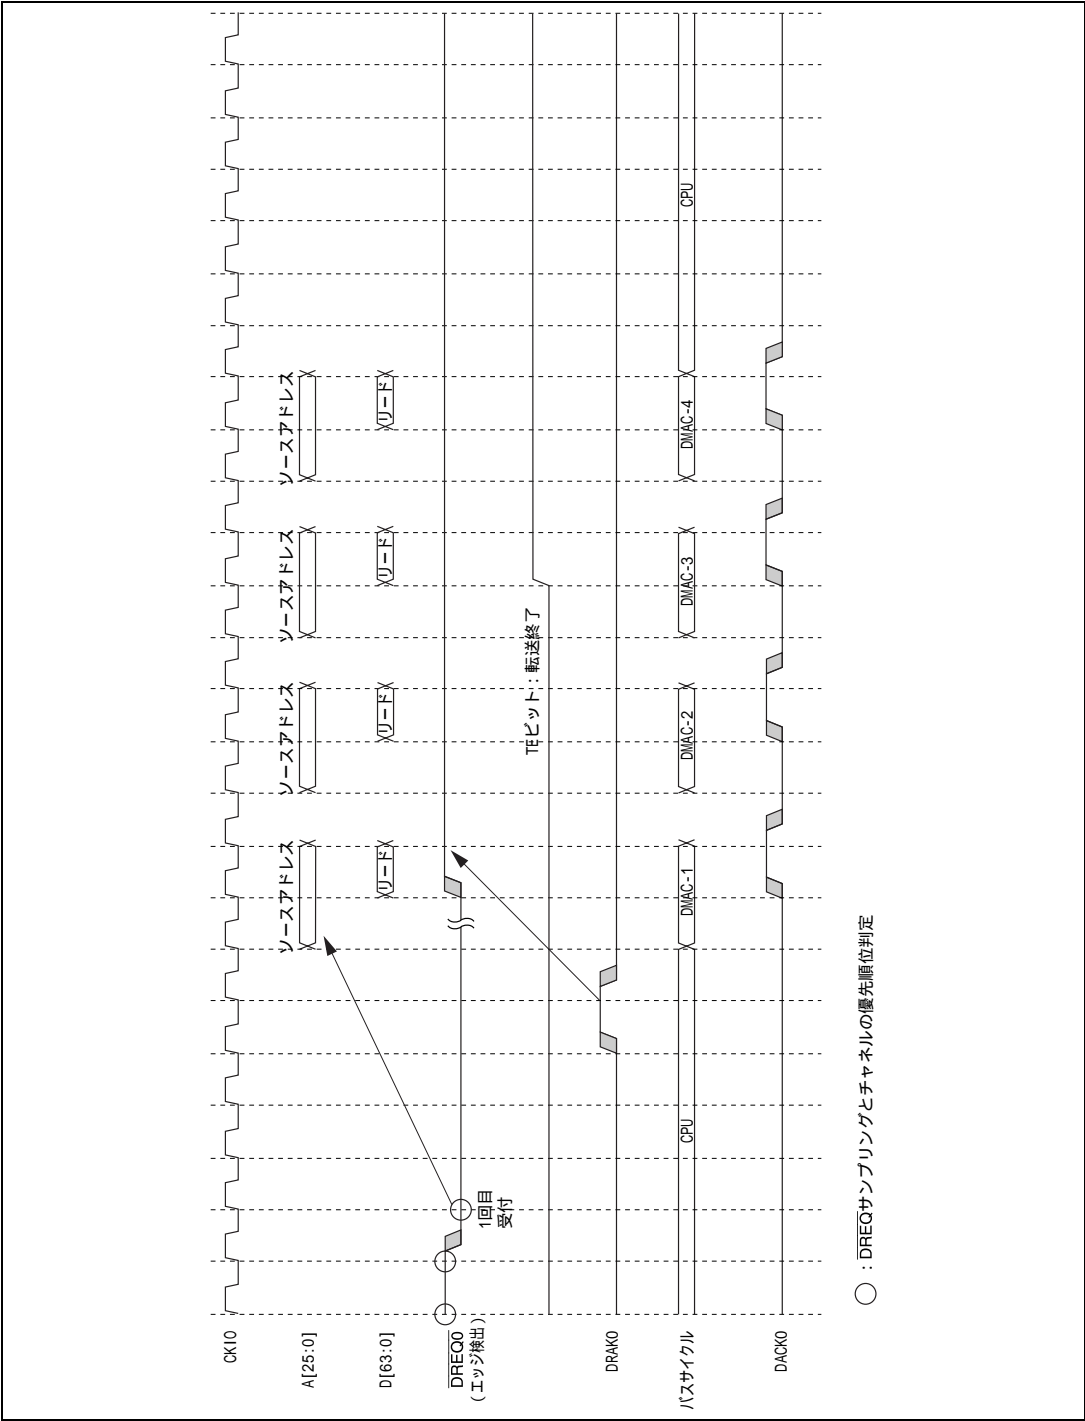 CKIO
ソースアドレス
ソースアドレス
ソースアドレス
ソースアドレス
A[25:0]
リード
リード
リード
リード
D[63:0]
DREQ0
(エッジ検出)
1回目
受付
TEビット:転送終了
DRAK0
バスサイクル
CPU
DMAC-1
DMAC-2
DMAC-3
DMAC-4
CPU
DACK0
:DREQサンプリングとチャネルの優先順位判定